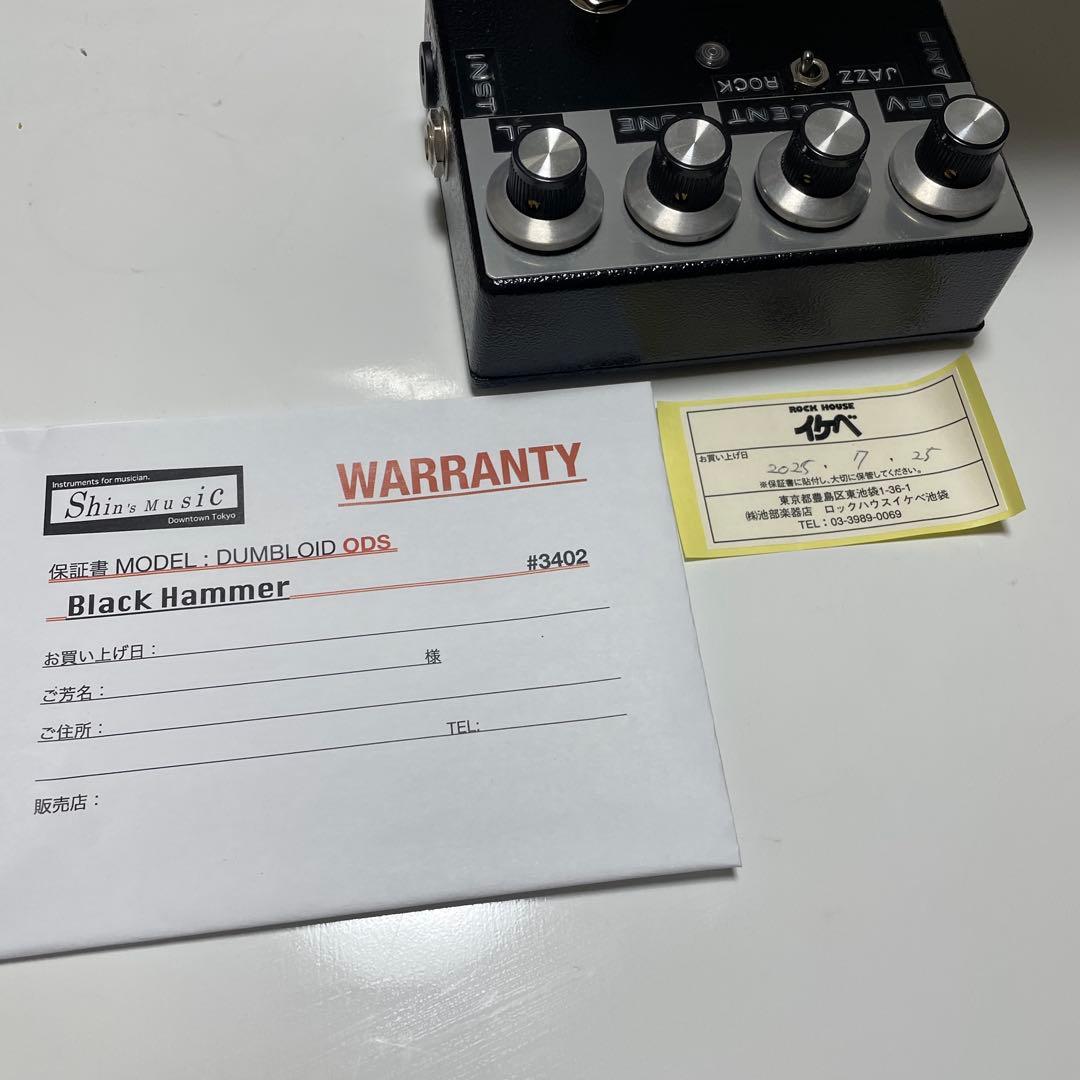 INST
AMP
ROCK
JAZZ
DRV
Instruments for musician.
Shin's Music
Downtown Tokyo
WARRANTY
保証書 MODEL : DUMBLOID ODS
Black Hammer
#3402
お買い上げ日：
様
ご芳名：
ご住所：
TEL:
販売店：
ROCK HOUSE
イケベ
お買い上げ日
2025. 7. 25
※保証書に貼付し、大切に保管してください。
東京都豊島区東池袋1-36-1
㈱池部楽器店 ロックハウスイケベ池袋
TEL：03-3989-0069